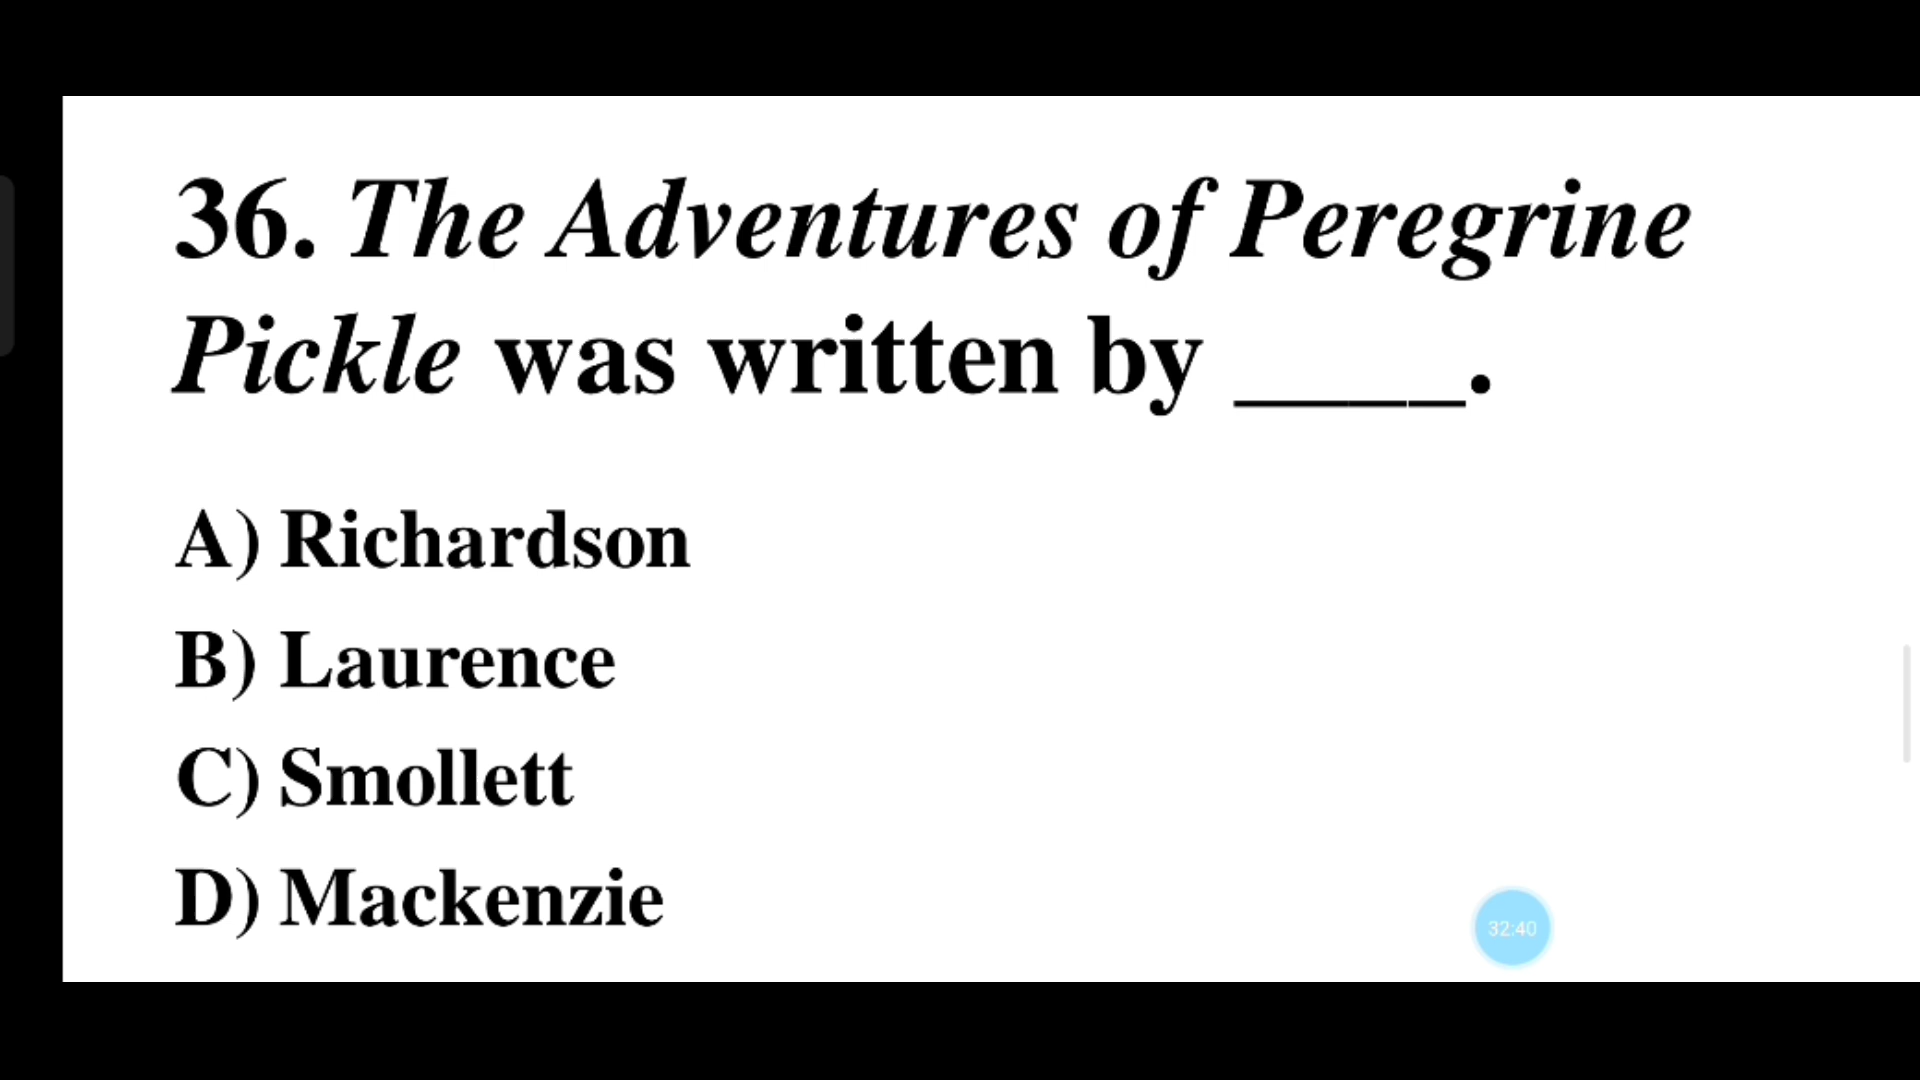 36. The Adventures of Peregrine
Pickle was written by ____.
A) Richardson
B) Laurence
C) Smollett
D) Mackenzie
32:40